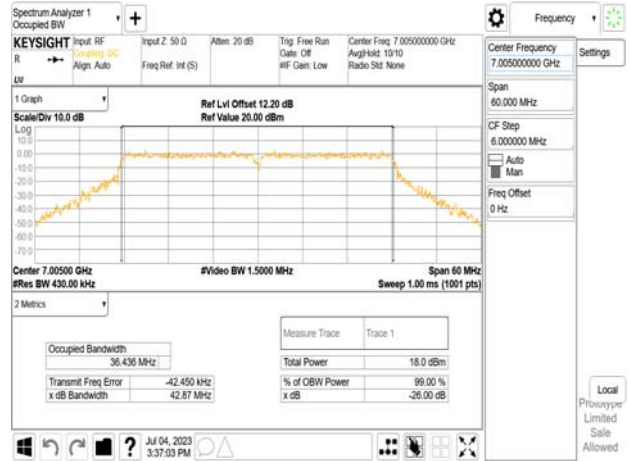 Spectrum Analyzer 1
Occupied BW
Frequency
KEYSIGHT
Input: RF
Coupling: DC
Align: Auto
Input Z: 50 Ω
Freq Ref: Int (S)
Atten: 20 dB
Trig: Free Run
Gate: Off
#IF Gain: Low
Center Freq: 7.005000000 GHz
Avg|Hold: 10/10
Radio Std: None
R
Center Frequency
7.005000000 GHz
Settings
Span
60.000 MHz
CF Step
6.000000 MHz
Auto
Man
Freq Offset
0 Hz
1 Graph
Scale/Div 10.0 dB
Ref Lvl Offset 12.20 dB
Ref Value 20.00 dBm
Log
10.0
0.00
-10.0
-20.0
-30.0
-40.0
-50.0
-60.0
-70.0
Center 7.00500 GHz
#Res BW 430.00 kHz
#Video BW 1.5000 MHz
Span 60 MHz
Sweep 1.00 ms (1001 pts)
2 Metrics
Measure Trace
Trace 1
Occupied Bandwidth
36.436 MHz
Total Power
18.0 dBm
Transmit Freq Error
-42.450 kHz
% of OBW Power
99.00 %
x dB Bandwidth
42.87 MHz
x dB
-26.00 dB
Local
Prototype
Limited
Sale
Allowed
?
Jul 04, 2023
3:37:03 PM